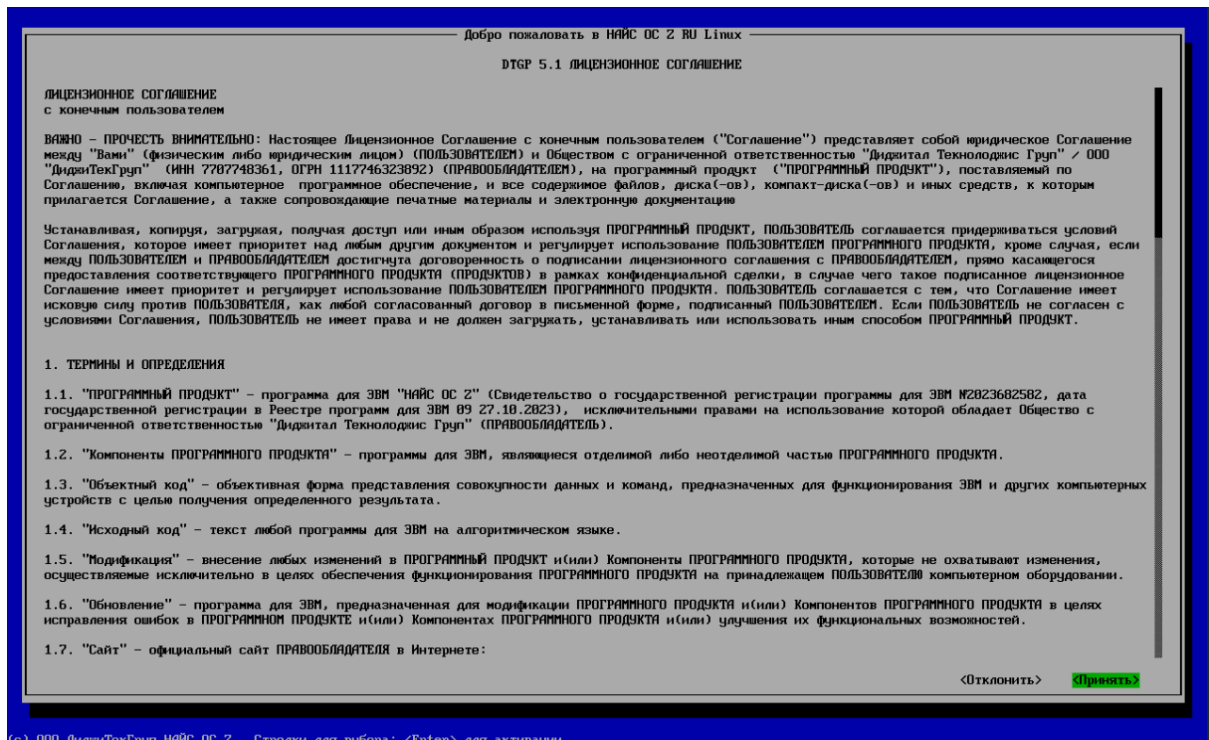 Добро пожаловать в НАЙС ОС Z RU Linux
DTGP 5.1 ЛИЦЕНЗИОННОЕ СОГЛАШЕНИЕ
ЛИЦЕНЗИОННОЕ СОГЛАШЕНИЕ
с конечным пользователем
ВАЖНО – ПРОЧЕСТЬ ВНИМАТЕЛЬНО: Настоящее Лицензионное Соглашение с конечным пользователем ("Соглашение") представляет собой юридическое Соглашение
между "Вами" (физическим либо юридическим лицом) (ПОЛЬЗОВАТЕЛЕМ) и Обществом с ограниченной ответственностью "Диджитал Текнолоджис Груп" / ООО
"ДиджиТекГруп" (ИНН 7707748361, ОГРН 1117746323892) (ПРАВООБЛАДАТЕЛЕМ), на программный продукт ("ПРОГРАММНЫЙ ПРОДУКТ"), поставляемый по
Соглашению, включая компьютерное программное обеспечение, и все содержимое файлов, диска(-ов), компакт-диска(-ов) и иных средств, к которым
прилагается Соглашение, а также сопровождающие печатные материалы и электронную документацию
Устанавливая, копируя, загружая, получая доступ или иным образом используя ПРОГРАММНЫЙ ПРОДУКТ, ПОЛЬЗОВАТЕЛЬ соглашается придерживаться условий
Соглашения, которое имеет приоритет над любым другим документом и регулирует использование ПОЛЬЗОВАТЕЛЕМ ПРОГРАММНОГО ПРОДУКТА, кроме случая, если
между ПОЛЬЗОВАТЕЛЕМ и ПРАВООБЛАДАТЕЛЕМ достигнута договоренность о подписании лицензионного соглашения с ПРАВООБЛАДАТЕЛЕМ, прямо касающегося
предоставления соответствующего ПРОГРАММНОГО ПРОДУКТА (ПРОДУКТОВ) в рамках конфиденциальной сделки, в случае чего такое подписанное лицензионное
Соглашение имеет приоритет и регулирует использование ПОЛЬЗОВАТЕЛЕМ ПРОГРАММНОГО ПРОДУКТА. ПОЛЬЗОВАТЕЛЬ соглашается с тем, что Соглашение имеет
исковую силу против ПОЛЬЗОВАТЕЛЯ, как любой согласованный договор в письменной форме, подписанный ПОЛЬЗОВАТЕЛЕМ. Если ПОЛЬЗОВАТЕЛЬ не согласен с
условиями Соглашения, ПОЛЬЗОВАТЕЛЬ не имеет права и не должен загружать, устанавливать или использовать иным способом ПРОГРАММНЫЙ ПРОДУКТ.
1. ТЕРМИНЫ И ОПРЕДЕЛЕНИЯ
1.1. "ПРОГРАММНЫЙ ПРОДУКТ" – программа для ЭВМ "НАЙС ОС Z" (Свидетельство о государственной регистрации программы для ЭВМ №2023682582, дата
государственной регистрации в Реестре программ для ЭВМ 09 27.10.2023), исключительными правами на использование которой обладает Общество с
ограниченной ответственностью "Диджитал Текнолоджис Груп" (ПРАВООБЛАДАТЕЛЬ).
1.2. "Компоненты ПРОГРАММНОГО ПРОДУКТА" – программы для ЭВМ, являющиеся отделимой либо неотделимой частью ПРОГРАММНОГО ПРОДУКТА.
1.3. "Объектный код" – объективная форма представления совокупности данных и команд, предназначенных для функционирования ЭВМ и других компьютерных
устройств с целью получения определенного результата.
1.4. "Исходный код" – текст любой программы для ЭВМ на алгоритмическом языке.
1.5. "Модификация" – внесение любых изменений в ПРОГРАММНЫЙ ПРОДУКТ и(или) Компоненты ПРОГРАММНОГО ПРОДУКТА, которые не охватывают изменения,
осуществляемые исключительно в целях обеспечения функционирования ПРОГРАММНОГО ПРОДУКТА на принадлежащем ПОЛЬЗОВАТЕЛЮ компьютерном оборудовании.
1.6. "Обновление" – программа для ЭВМ, предназначенная для модификации ПРОГРАММНОГО ПРОДУКТА и(или) Компонентов ПРОГРАММНОГО ПРОДУКТА в целях
исправления ошибок в ПРОГРАММНОМ ПРОДУКТЕ и(или) Компонентах ПРОГРАММНОГО ПРОДУКТА и(или) улучшения их функциональных возможностей.
1.7. "Сайт" – официальный сайт ПРАВООБЛАДАТЕЛЯ в Интернете:
<Отклонить> <Принять>
(c) ООО ДиджиТекГруп НАЙС ОС Z Стрелки для выбора; <Enter> для активации